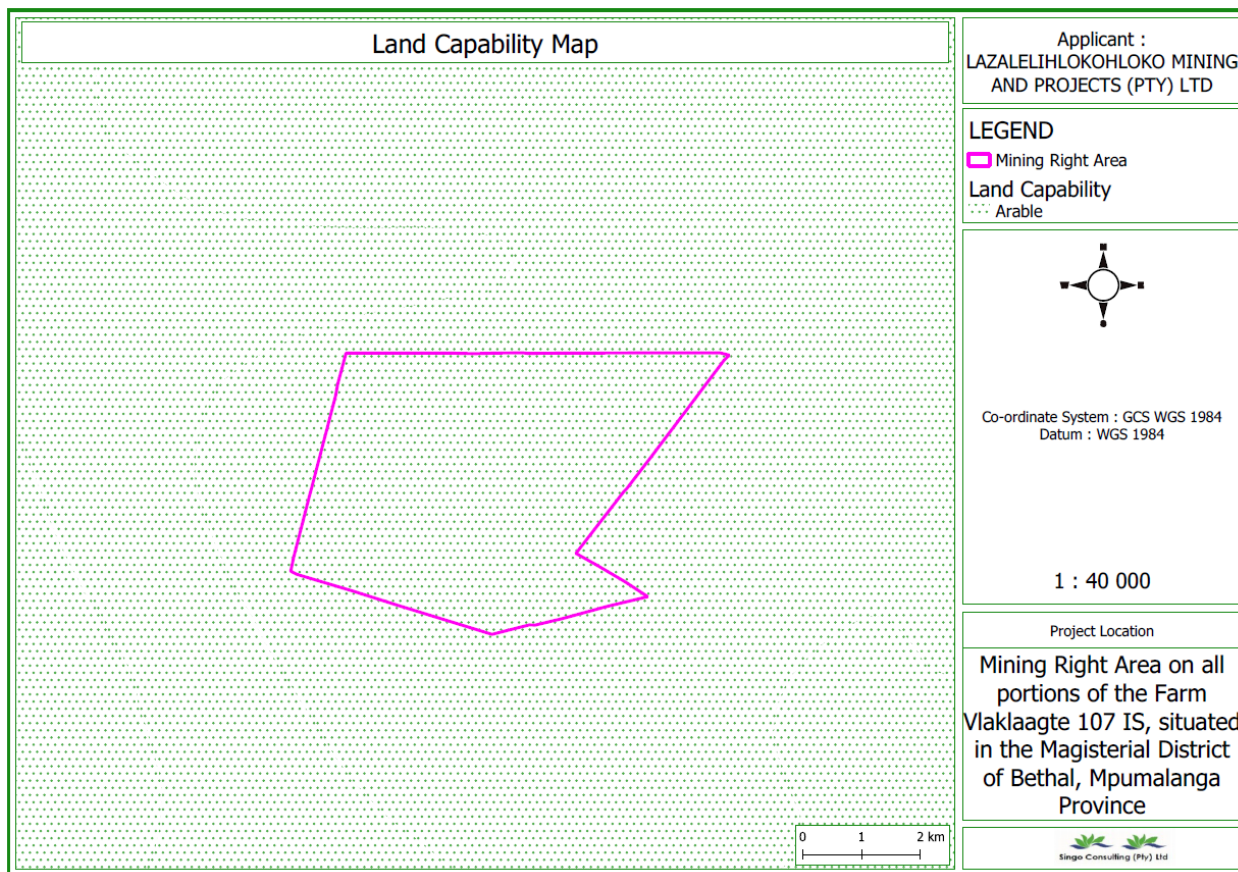 Land Capability Map
Applicant :
LAZALELIHLOKOHLOKO MINING
AND PROJECTS (PTY) LTD
LEGEND
Mining Right Area
Land Capability
Arable
N
W
E
S
Co-ordinate System : GCS WGS 1984
Datum : WGS 1984
1 : 40 000
Project Location
Mining Right Area on all
portions of the Farm
Vlaklaagte 107 IS, situated
in the Magisterial District
of Bethal, Mpumalanga
Province
0 1 2 km
Singo Consulting (Pty) Ltd